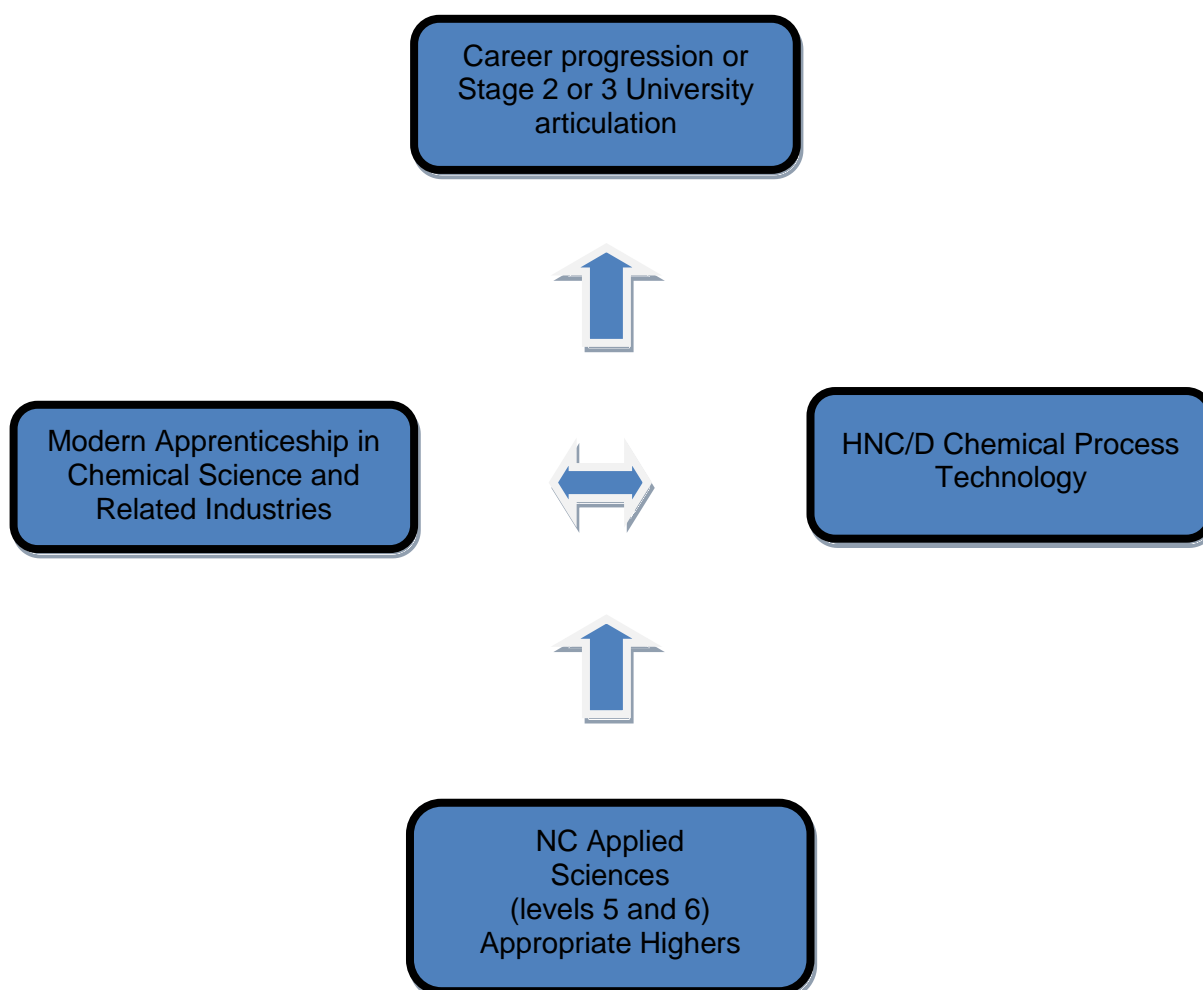 Career progression or
Stage 2 or 3 University
articulation
Modern Apprenticeship in
Chemical Science and
Related Industries
HNC/D Chemical Process
Technology
NC Applied
Sciences
(levels 5 and 6)
Appropriate Highers